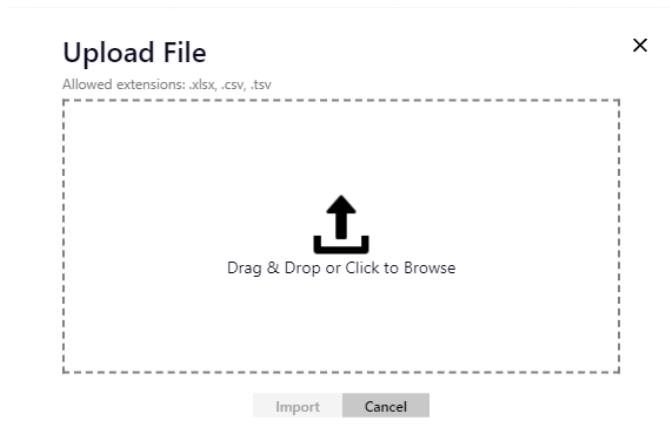 Upload File
Allowed extensions: .xlsx, .csv, .tsv
Drag & Drop or Click to Browse
Import Cancel